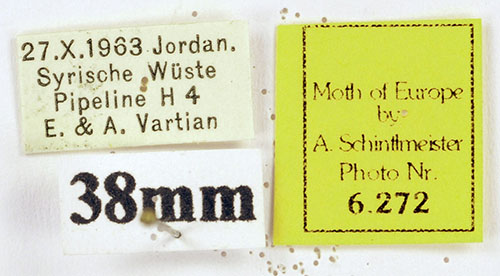 27.X.1963 Jordan.
Syrische Wüste
Pipeline H 4
E. & A. Vartian
38mm
Moth of Europe
by
A. Schintlmeister
Photo Nr.
6.272